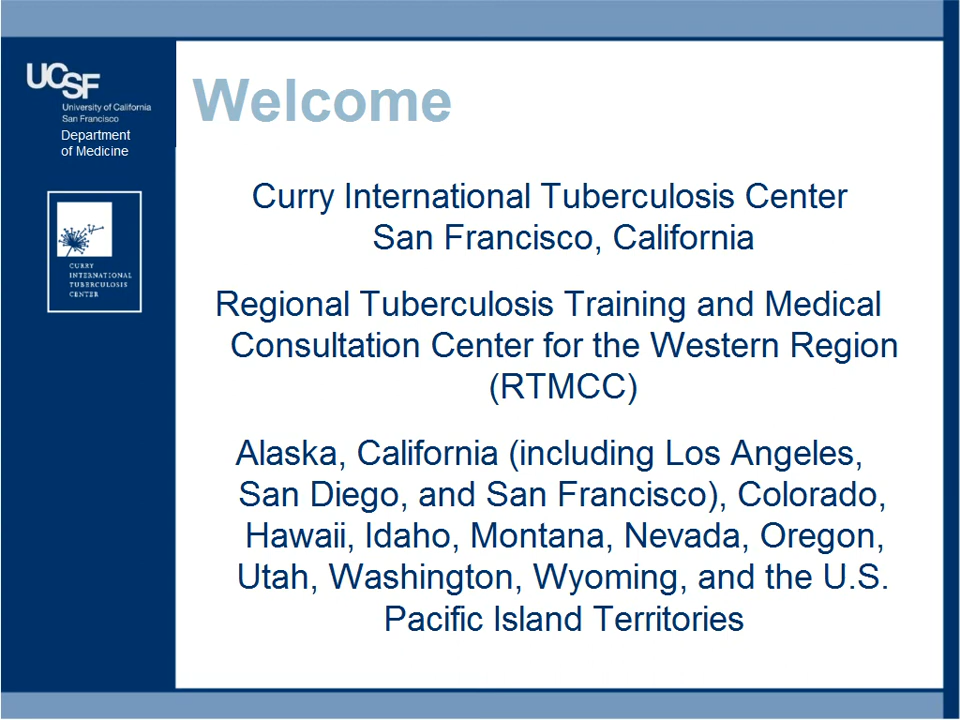 UCSF
University of California
San Francisco
Department
of Medicine
CURRY
INTERNATIONAL
TUBERCULOSIS
CENTER
Welcome
Curry International Tuberculosis Center
San Francisco, California
Regional Tuberculosis Training and Medical
Consultation Center for the Western Region
(RTMCC)
Alaska, California (including Los Angeles,
San Diego, and San Francisco), Colorado,
Hawaii, Idaho, Montana, Nevada, Oregon,
Utah, Washington, Wyoming, and the U.S.
Pacific Island Territories